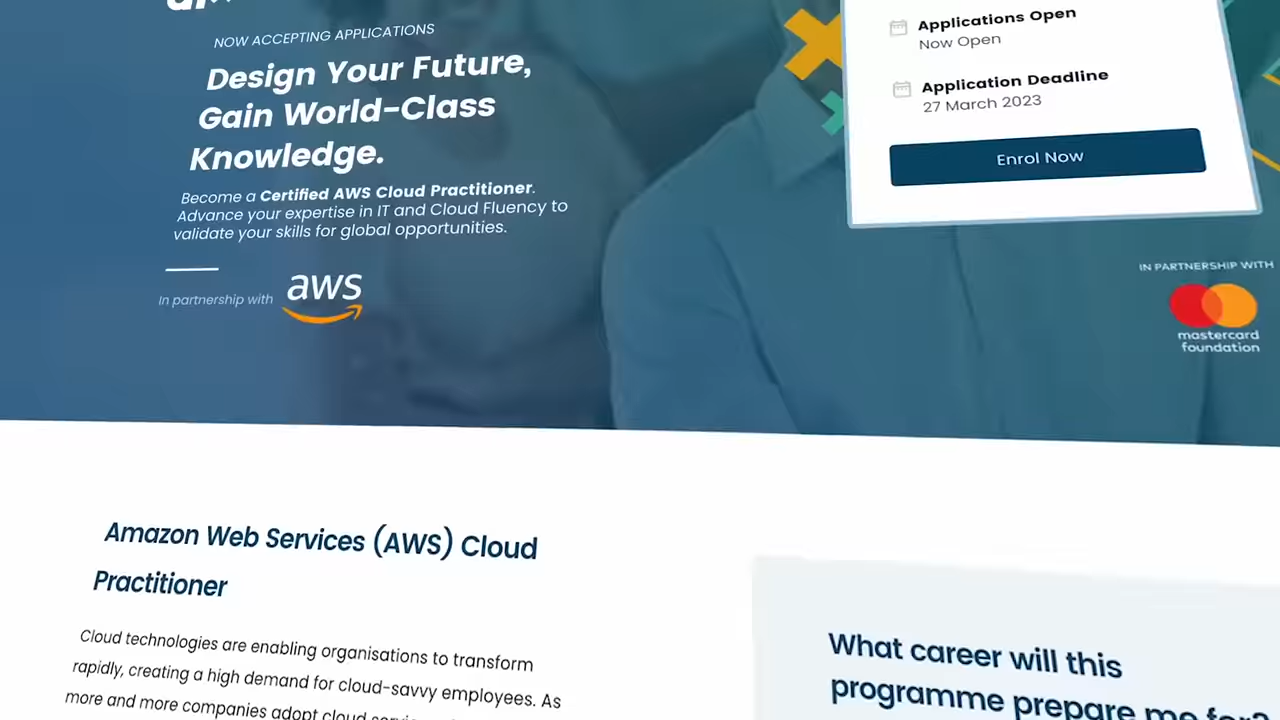 NOW ACCEPTING APPLICATIONS
Design Your Future,
Gain World-Class
Knowledge.
Become a Certified AWS Cloud Practitioner.
Advance your expertise in IT and Cloud Fluency to
validate your skills for global opportunities.
In partnership with aws
Applications Open
Now Open
Application Deadline
27 March 2023
Enrol Now
IN PARTNERSHIP WITH
mastercard
foundation
Amazon Web Services (AWS) Cloud
Practitioner
Cloud technologies are enabling organisations to transform
rapidly, creating a high demand for cloud-savvy employees. As
more and more companies adopt cloud
What career will this
programme prepare me for?